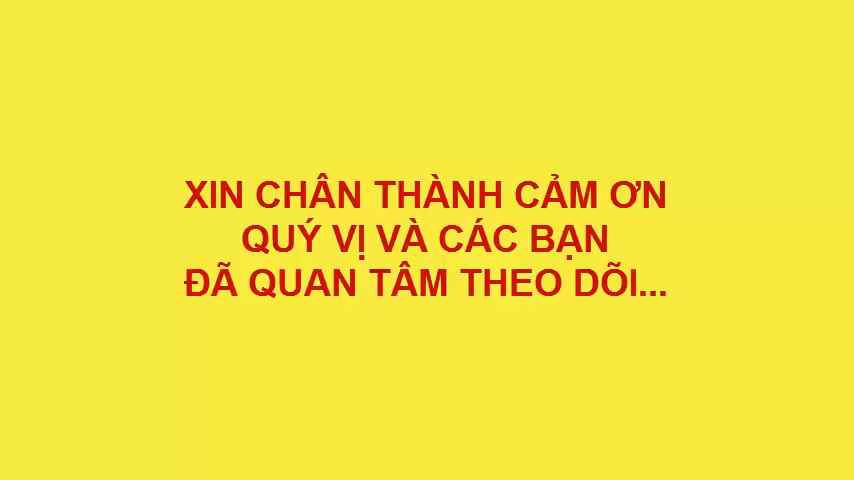 XIN CHÂN THÀNH CẢM ƠN
QUÝ VỊ VÀ CÁC BẠN
ĐÃ QUAN TÂM THEO DÕI...